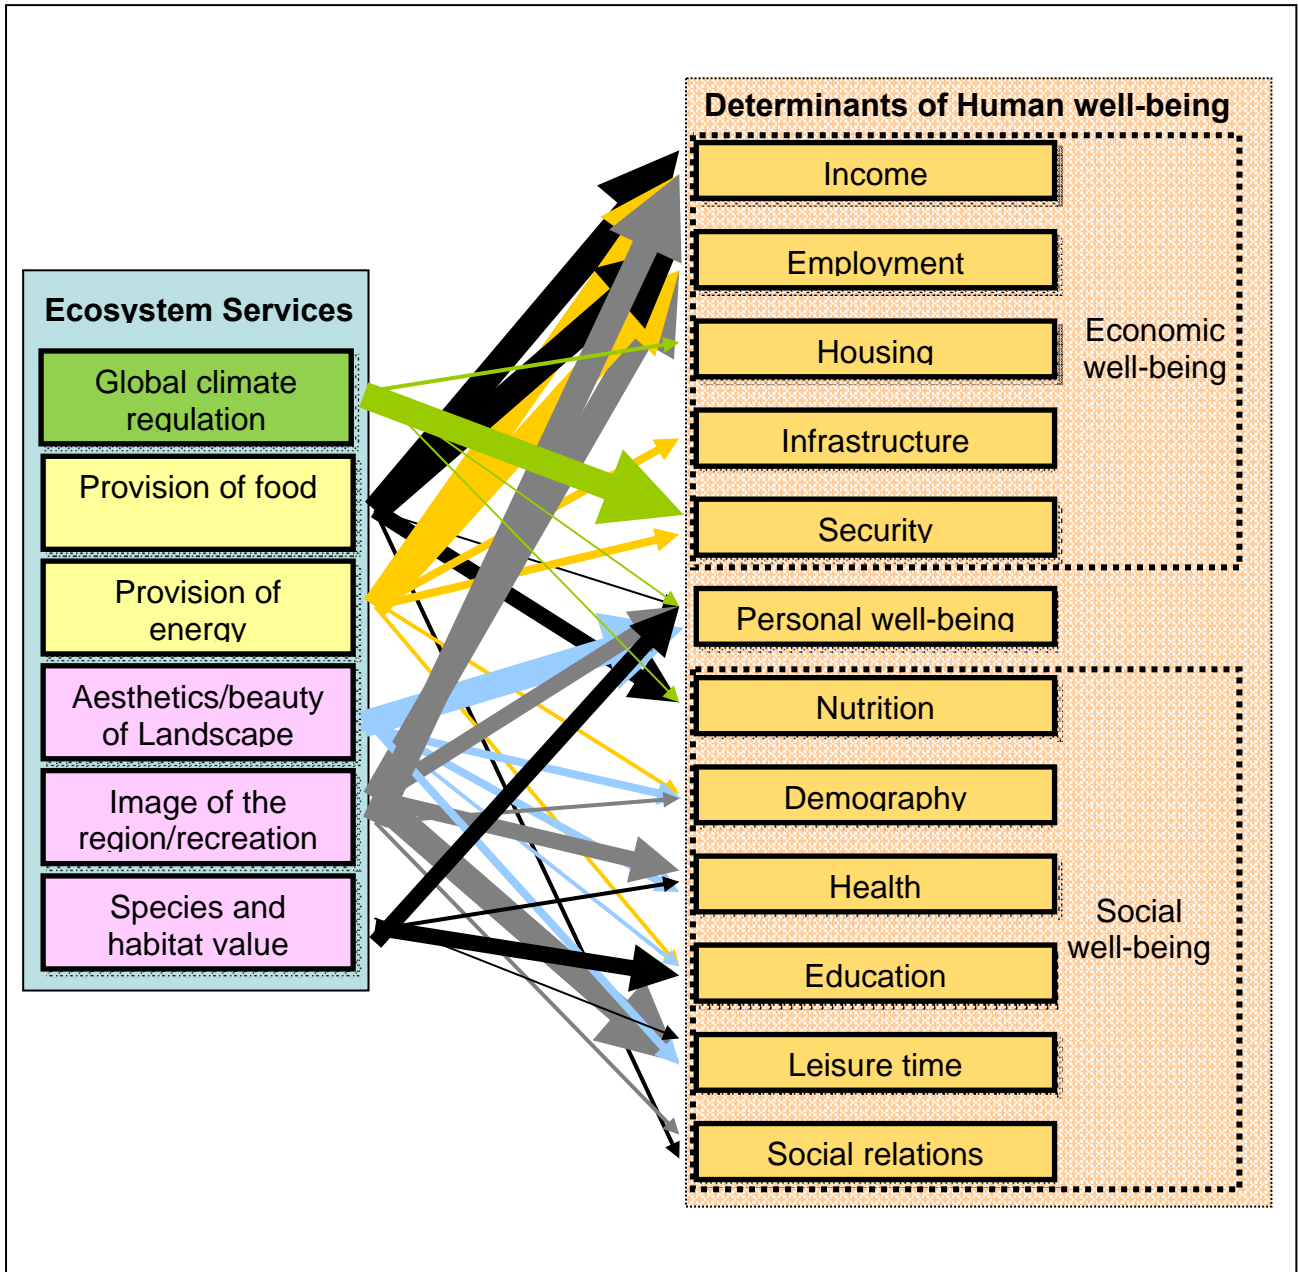 Determinants of Human well-being
Income
Employment
Housing
Infrastructure
Security
Economic
well-being
Personal well-being
Nutrition
Demography
Health
Education
Leisure time
Social relations
Social
well-being
Ecosystem Services
Global climate
regulation
Provision of food
Provision of
energy
Aesthetics/beauty
of Landscape
Image of the
region/recreation
Species and
habitat value